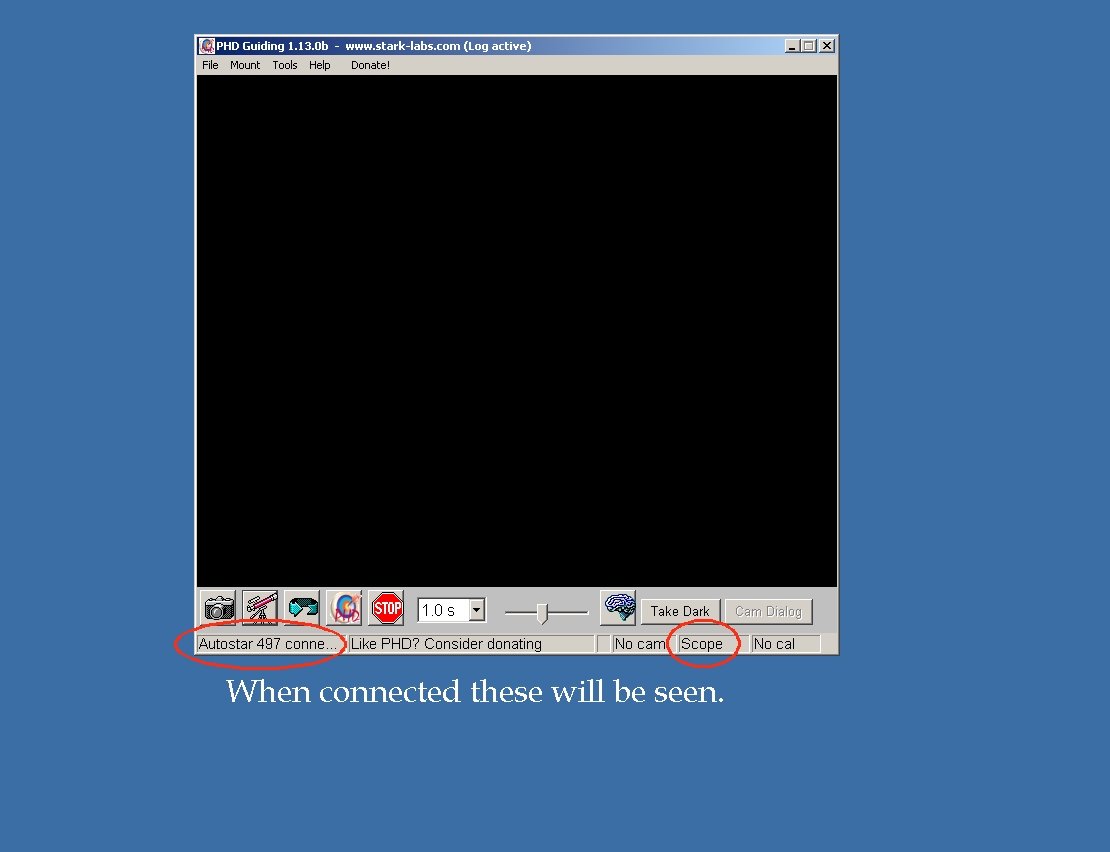 PHD Guiding 1.13.0b - www.stark-labs.com (Log active)
File Mount Tools Help Donate!
PHD STOP 1.0 s Take Dark Cam Dialog
Autostar 497 conne... Like PHD? Consider donating No cam Scope No cal
When connected these will be seen.